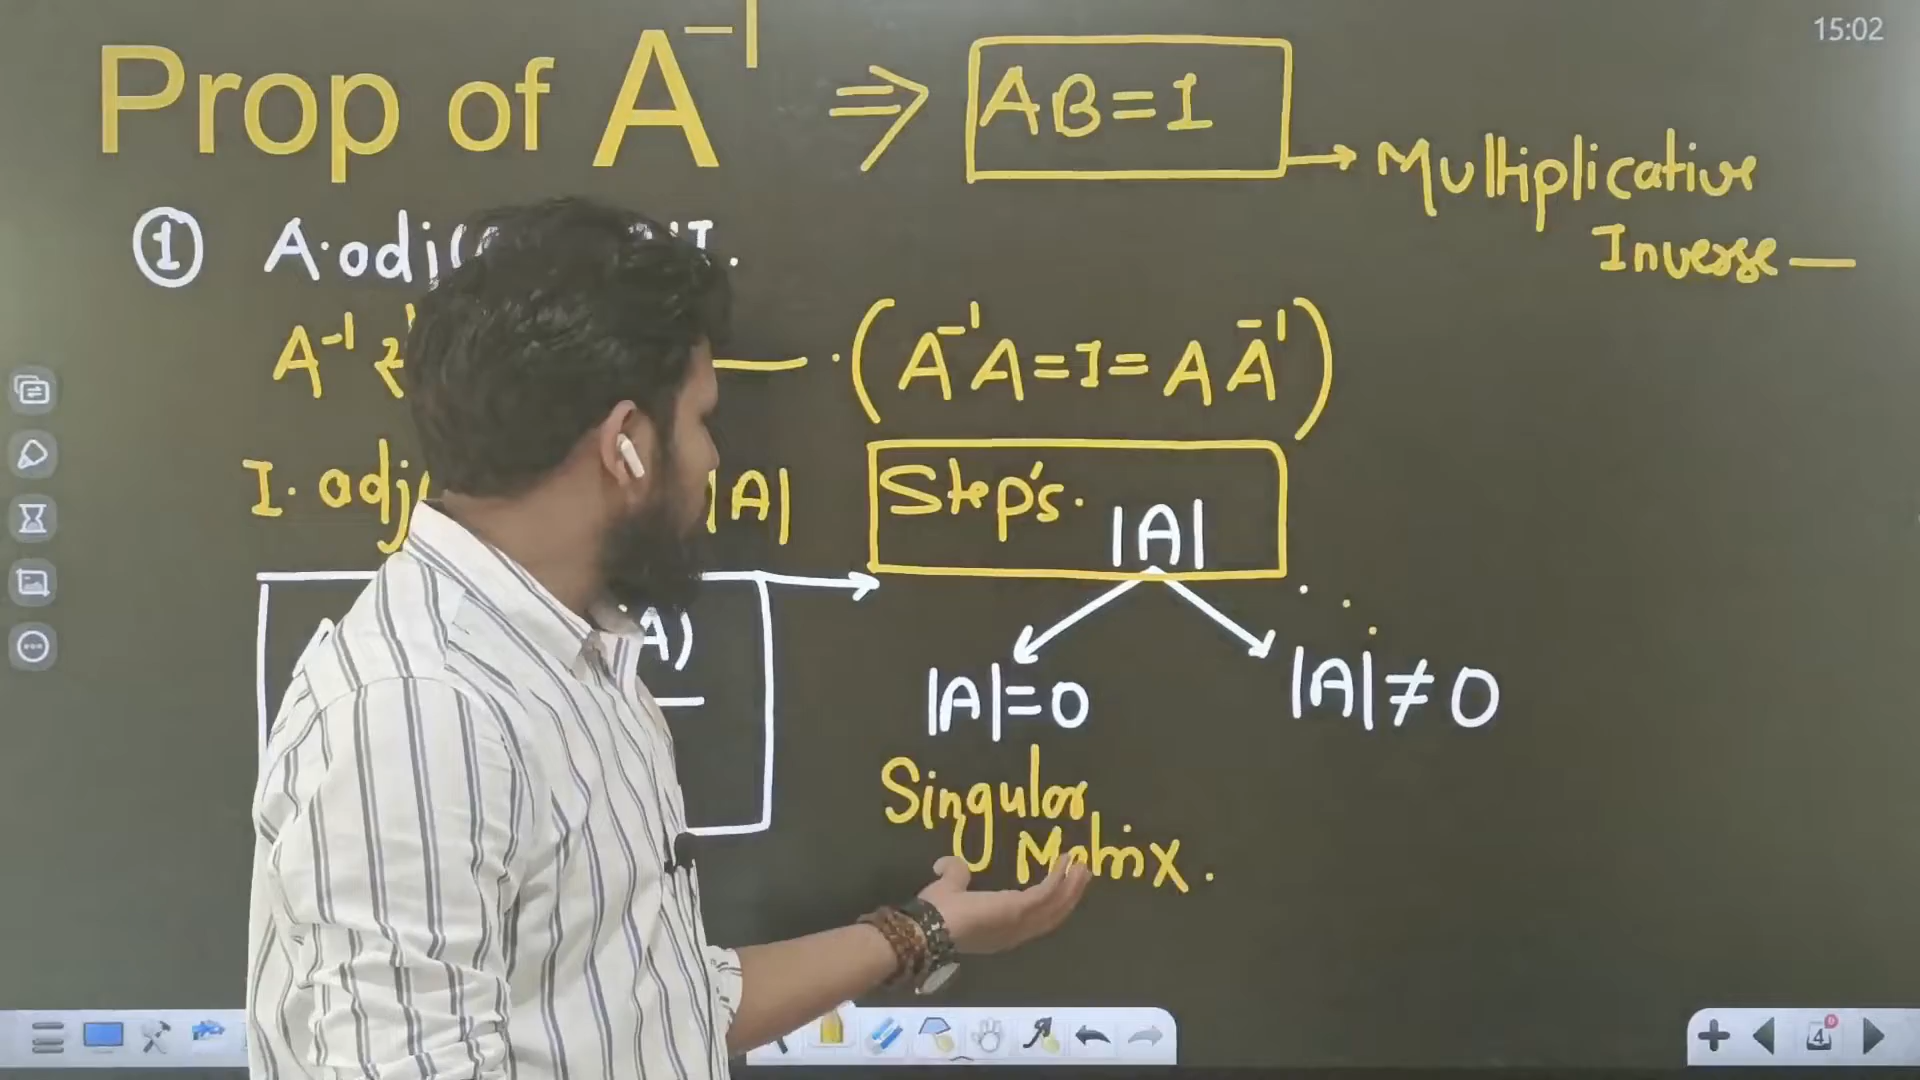 15:02
Prop of A⁻¹ ⇒ AB=I
→ Multiplicative
Inverse —
① A·adj(
I.
A⁻¹
— ·(A⁻¹A=I=AA⁻¹)
I. adj
|A|
Step's.
|A|
A)
|A|=0
|A|≠0
Singular
Matrix.
4